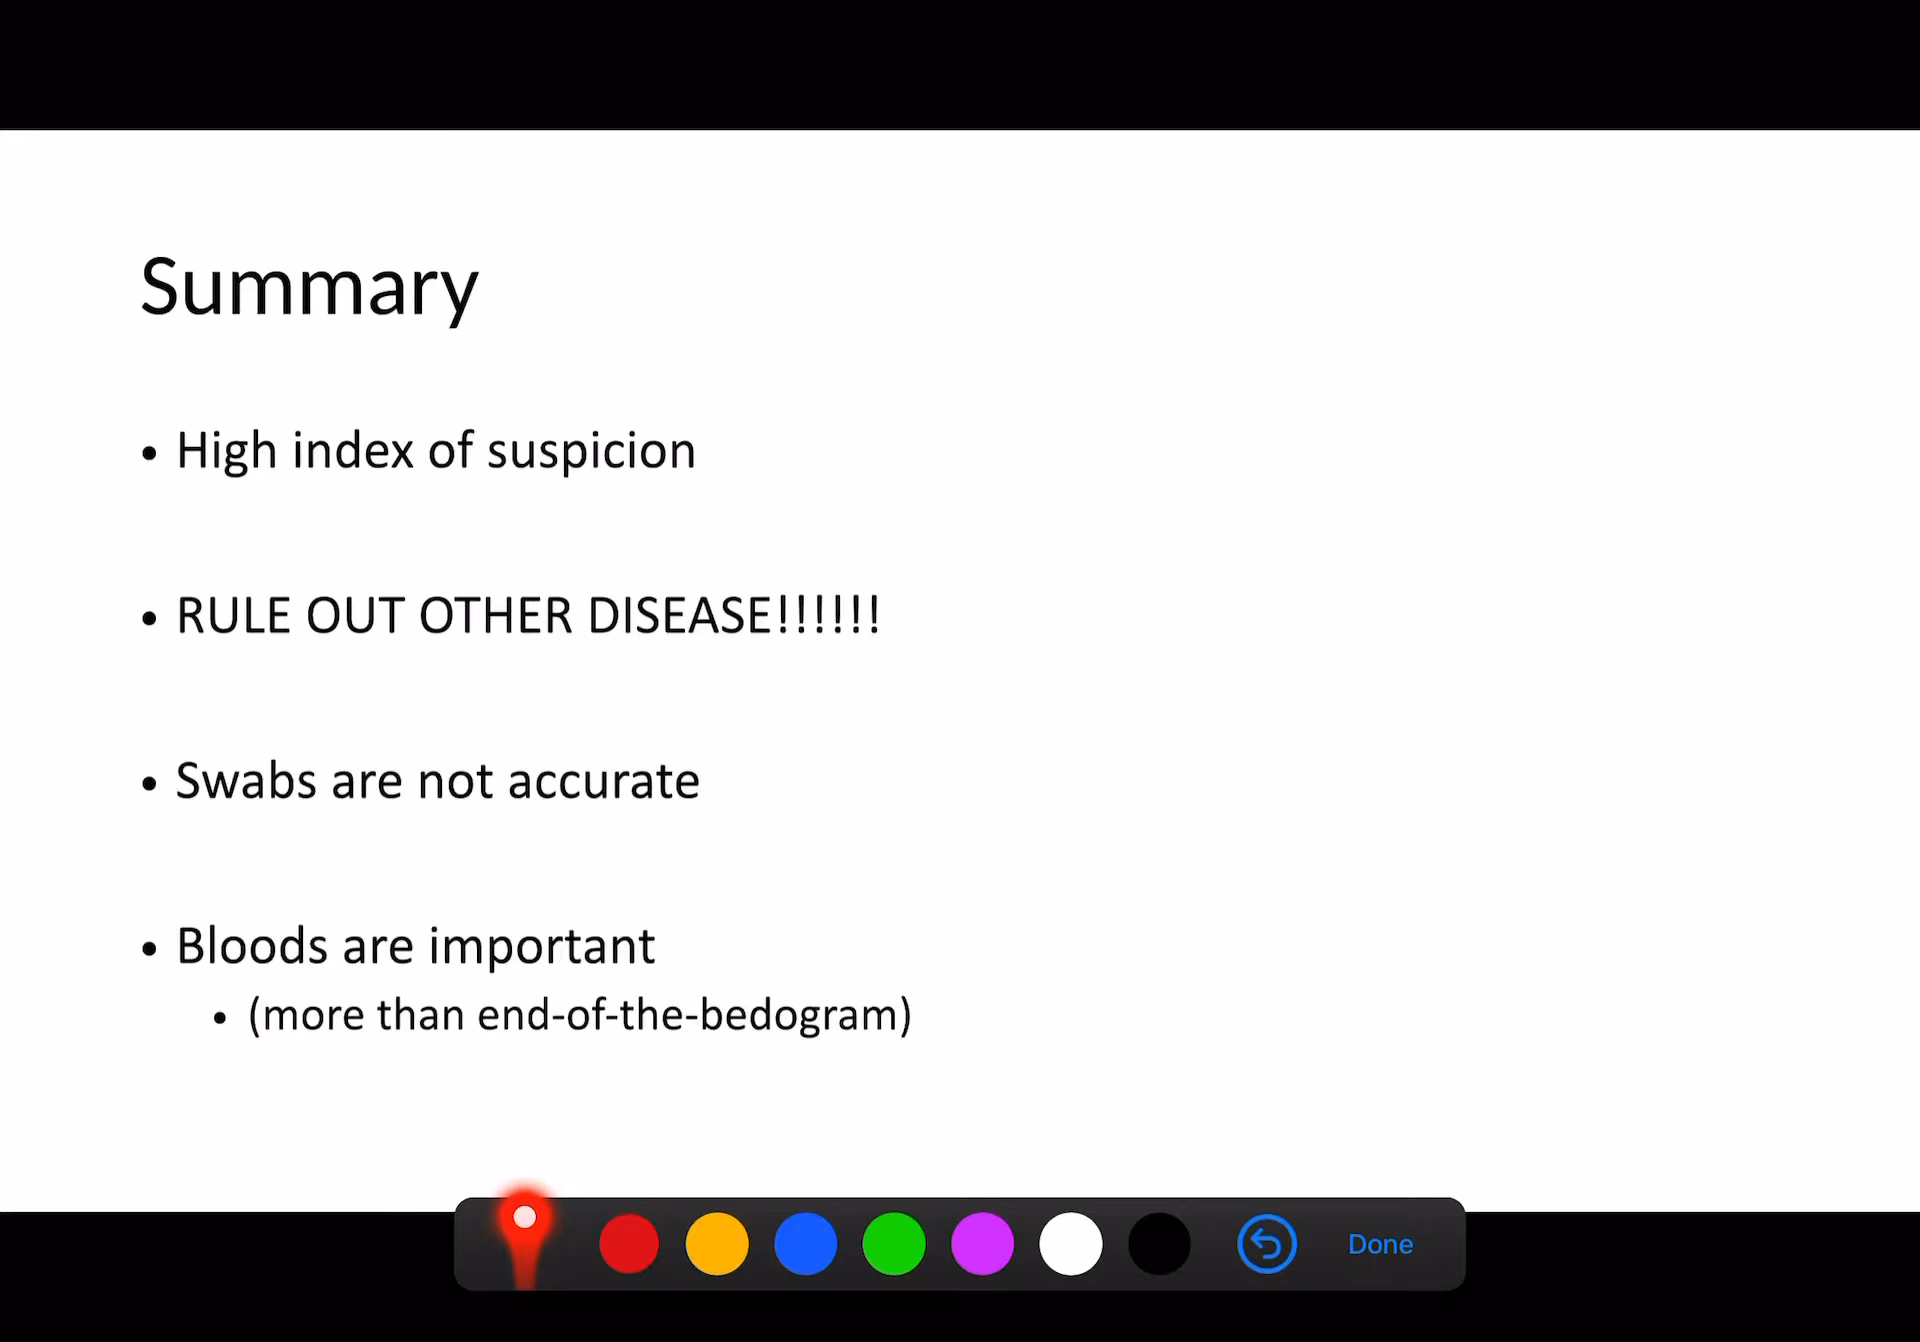 Summary
• High index of suspicion
• RULE OUT OTHER DISEASE!!!!!!
• Swabs are not accurate
• Bloods are important
• (more than end-of-the-bedogram)
Done